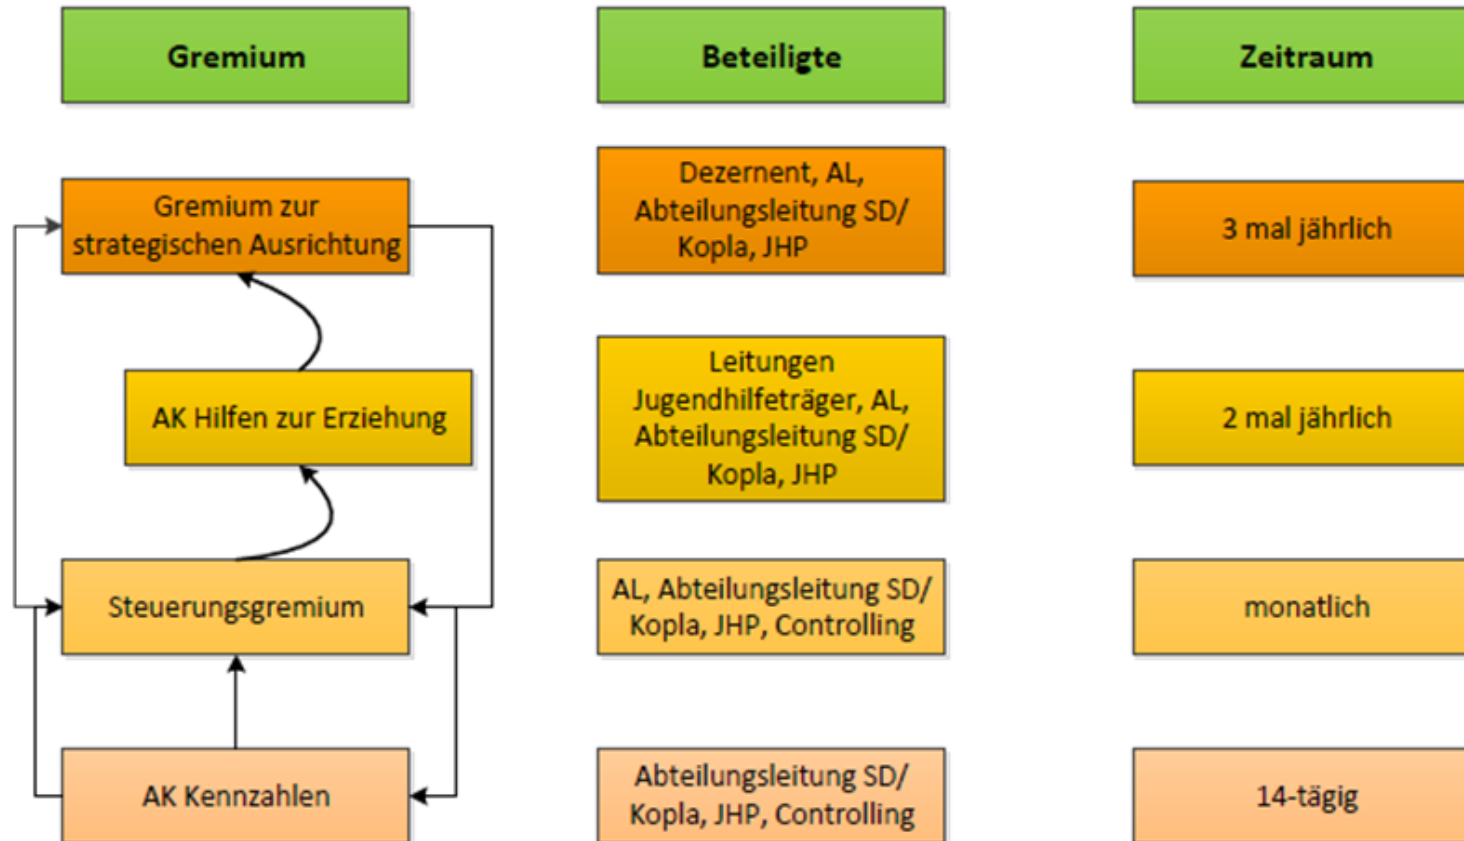 Gremium
Beteiligte
Zeitraum
Gremium zur
strategischen Ausrichtung
Dezernent, AL,
Abteilungsleitung SD/
Kopla, JHP
3 mal jährlich
AK Hilfen zur Erziehung
Leitungen
Jugendhilfeträger, AL,
Abteilungsleitung SD/
Kopla, JHP
2 mal jährlich
Steuerungsgremium
AL, Abteilungsleitung SD/
Kopla, JHP, Controlling
monatlich
AK Kennzahlen
Abteilungsleitung SD/
Kopla, JHP, Controlling
14-tägig